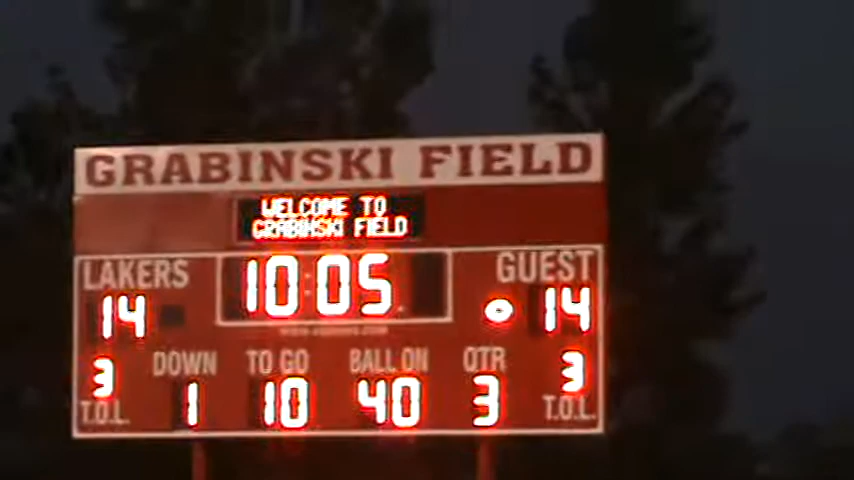 GRABINSKI FIELD
WELCOME TO
GRABINSKI FIELD
LAKERS 10:05 GUEST
14 14
3 DOWN TO GO BALL ON QTR 3
T.O.L. 1 10 40 3 T.O.L.